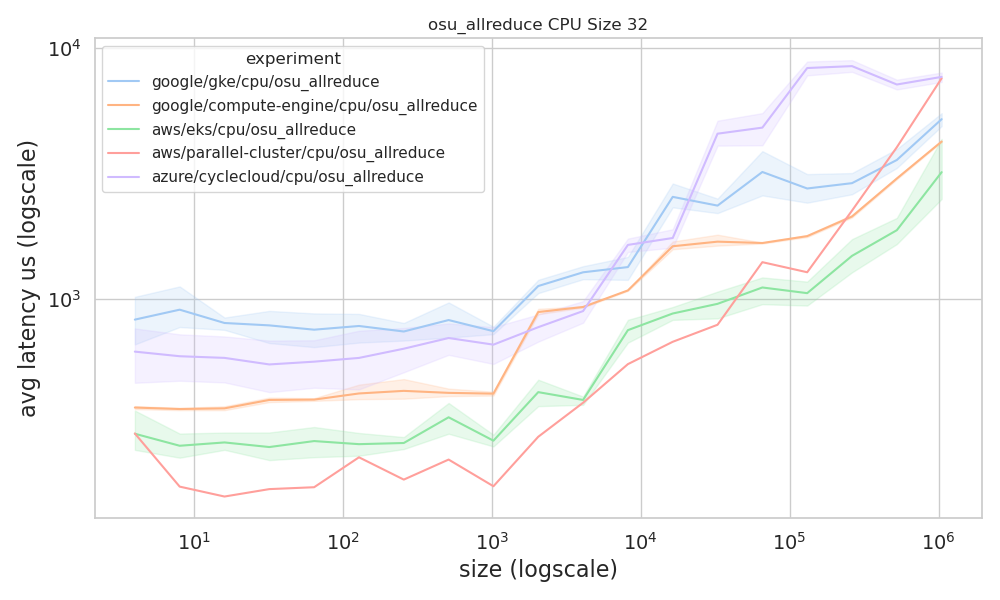 osu_allreduce CPU Size 32
experiment
google/gke/cpu/osu_allreduce
google/compute-engine/cpu/osu_allreduce
aws/eks/cpu/osu_allreduce
aws/parallel-cluster/cpu/osu_allreduce
azure/cyclecloud/cpu/osu_allreduce
avg latency us (logscale)
10⁴
10³
10¹ 10² 10³ 10⁴ 10⁵ 10⁶
size (logscale)